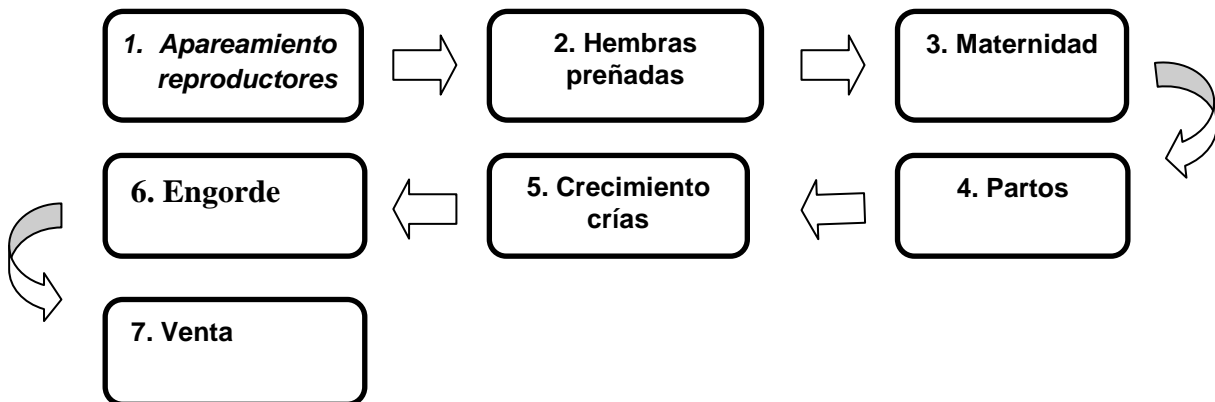 1. Apareamiento
reproductores
2. Hembras
preñadas
3. Maternidad
4. Partos
5. Crecimiento
crías
6. Engorde
7. Venta